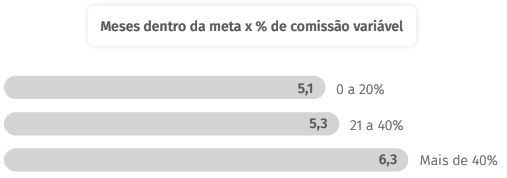 Meses dentro da meta x % de comissão variável
5,1 0 a 20%
5,3 21 a 40%
6,3 Mais de 40%